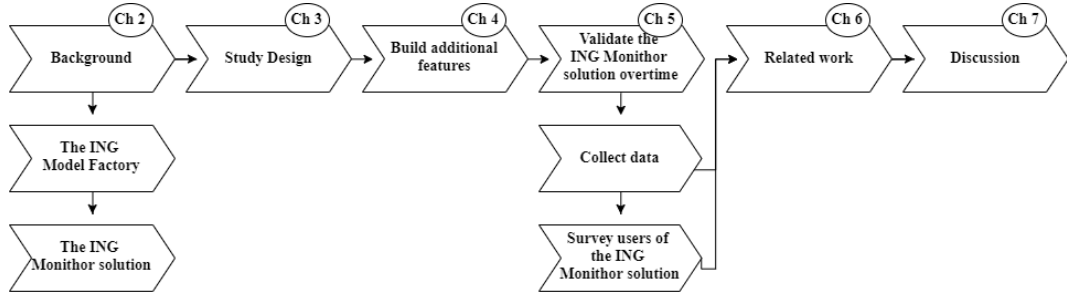 Ch 2
Background
Ch 3
Study Design
Ch 4
Build additional
features
Ch 5
Validate the
ING Monithor
solution overtime
Ch 6
Related work
Ch 7
Discussion
The ING
Model Factory
Collect data
The ING
Monithor solution
Survey users of
the ING
Monithor solution